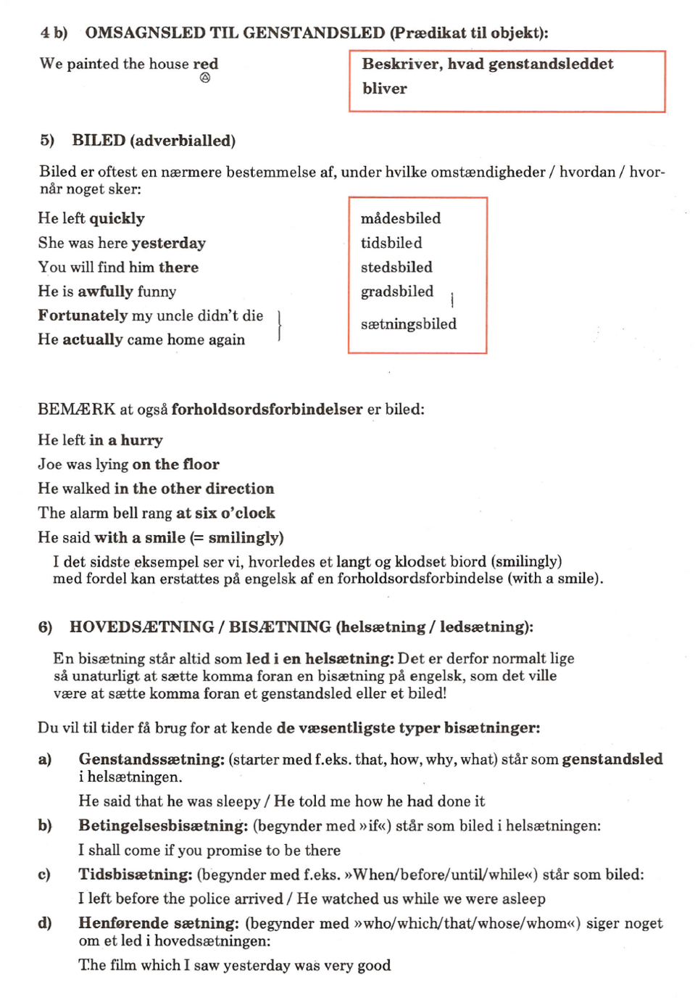 4 b) OMSAGNSLED TIL GENSTANDSLED (Prædikat til objekt):
We painted the house red
Beskriver, hvad genstandsleddet
bliver
5) BILED (adverbialled)
Biled er oftest en nærmere bestemmelse af, under hvilke omstændigheder / hvordan / hvor-
når noget sker:
He left quickly
mådesbiled
She was here yesterday
tidsbiled
You will find him there
stedsbiled
He is awfully funny
gradsbiled
Fortunately my uncle didn't die
He actually came home again
sætningsbiled
BEMÆRK at også forholdsordsforbindelser er biled:
He left in a hurry
Joe was lying on the floor
He walked in the other direction
The alarm bell rang at six o'clock
He said with a smile (= smilingly)
I det sidste eksempel ser vi, hvorledes et langt og klodset biord (smilingly)
med fordel kan erstattes på engelsk af en forholdsordsforbindelse (with a smile).
6) HOVEDSÆTNING / BISÆTNING (helsætning / ledsætning):
En bisætning står altid som led i en helsætning: Det er derfor normalt lige
så unaturligt at sætte komma foran en bisætning på engelsk, som det ville
være at sætte komma foran et genstandsled eller et biled!
Du vil til tider få brug for at kende de væsentligste typer bisætninger:
a) Genstandssætning: (starter med f.eks. that, how, why, what) står som genstandsled
i helsætningen.
He said that he was sleepy / He told me how he had done it
b) Betingelsesbisætning: (begynder med »if«) står som biled i helsætningen:
I shall come if you promise to be there
c) Tidsbisætning: (begynder med f.eks. »When/before/until/while«) står som biled:
I left before the police arrived / He watched us while we were asleep
d) Henførende sætning: (begynder med »who/which/that/whose/whom«) siger noget
om et led i hovedsætningen:
The film which I saw yesterday was very good